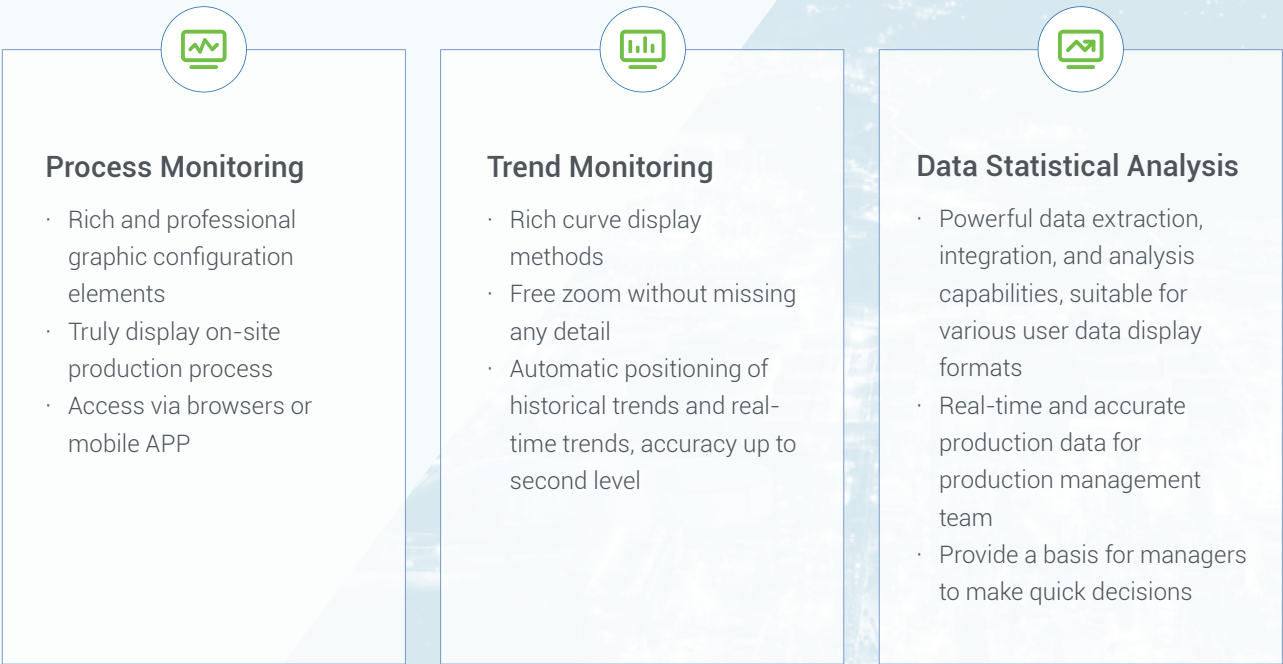 Process Monitoring
· Rich and professional
graphic configuration
elements
· Truly display on-site
production process
· Access via browsers or
mobile APP
Trend Monitoring
· Rich curve display
methods
· Free zoom without missing
any detail
· Automatic positioning of
historical trends and real-
time trends, accuracy up to
second level
Data Statistical Analysis
· Powerful data extraction,
integration, and analysis
capabilities, suitable for
various user data display
formats
· Real-time and accurate
production data for
production management
team
· Provide a basis for managers
to make quick decisions